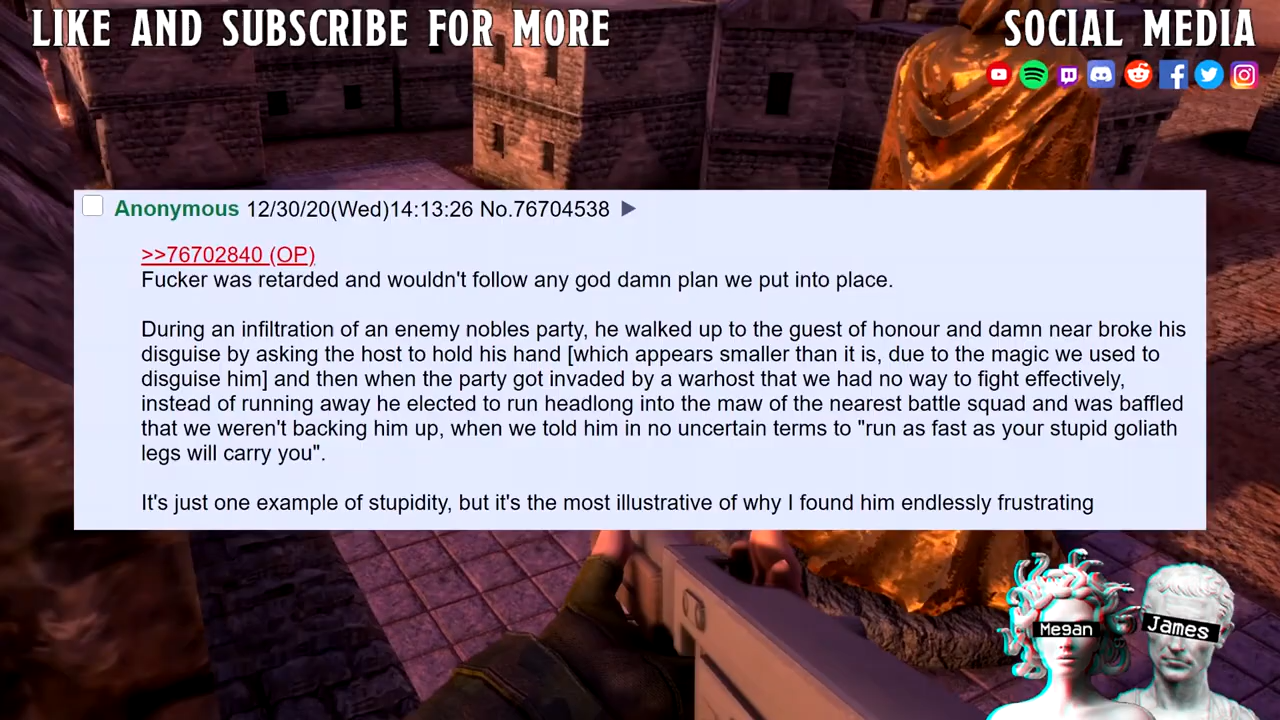 LIKE AND SUBSCRIBE FOR MORE
SOCIAL MEDIA
Anonymous 12/30/20(Wed)14:13:26 No.76704538
>>76702840 (OP)
Fucker was retarded and wouldn't follow any god damn plan we put into place.
During an infiltration of an enemy nobles party, he walked up to the guest of honour and damn near broke his
disguise by asking the host to hold his hand [which appears smaller than it is, due to the magic we used to
disguise him] and then when the party got invaded by a warhost that we had no way to fight effectively,
instead of running away he elected to run headlong into the maw of the nearest battle squad and was baffled
that we weren't backing him up, when we told him in no uncertain terms to "run as fast as your stupid goliath
legs will carry you".
It's just one example of stupidity, but it's the most illustrative of why I found him endlessly frustrating
Megan
James